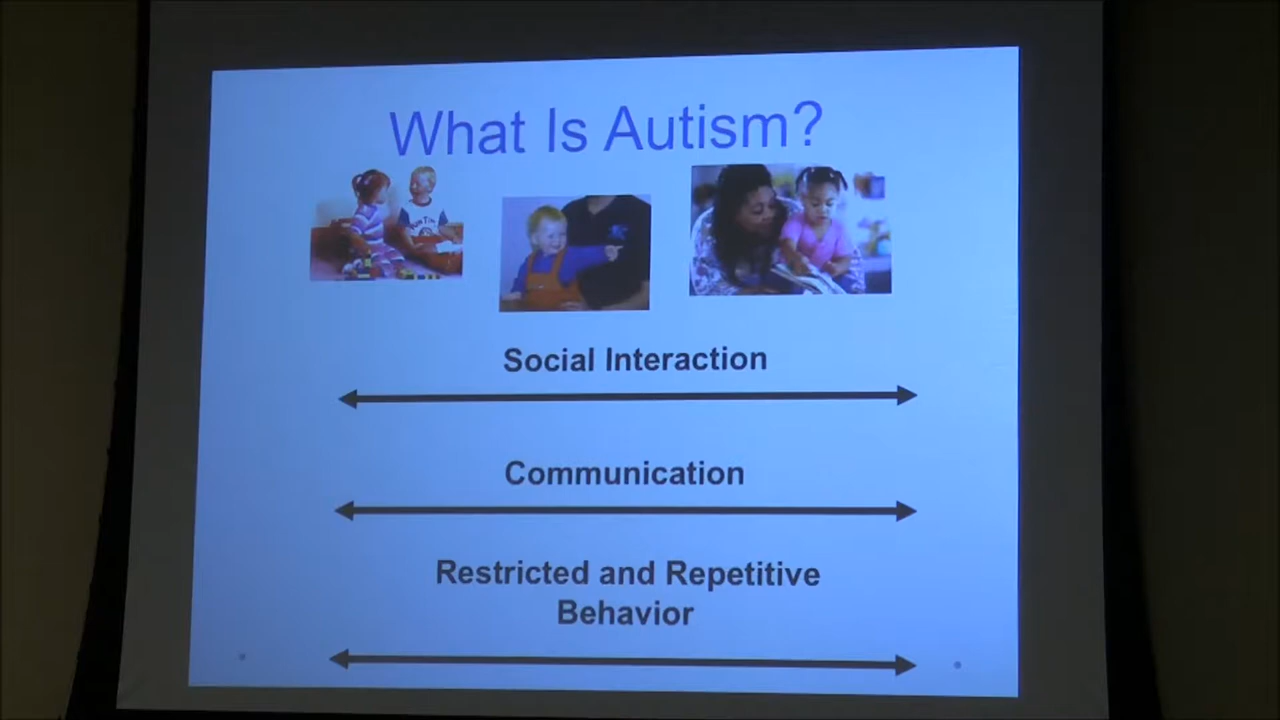 What Is Autism?
Social Interaction
Communication
Restricted and Repetitive
Behavior